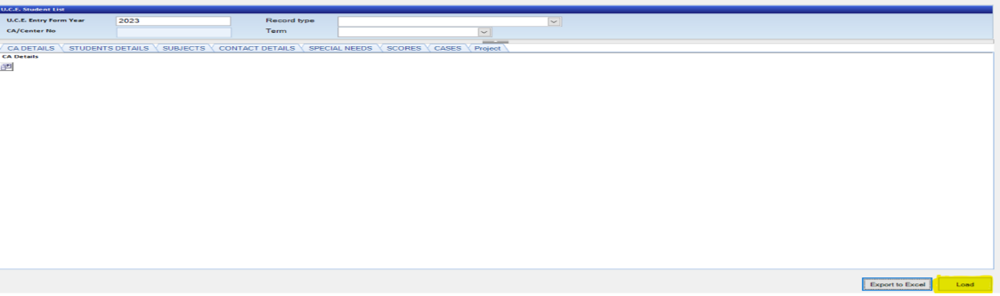 U.C.E. Student List
U.C.E. Entry Form Year 2023 Record type
CA/Center No Term
CA DETAILS STUDENTS DETAILS SUBJECTS CONTACT DETAILS SPECIAL NEEDS SCORES CASES Project
CA Details
Export to Excel Load